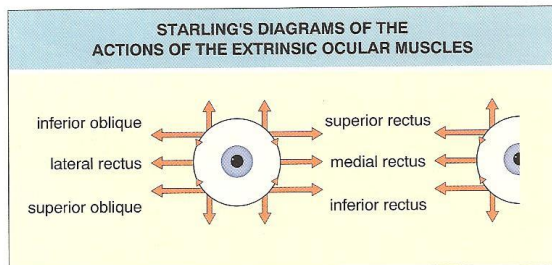 STARLING'S DIAGRAMS OF THE
ACTIONS OF THE EXTRINSIC OCULAR MUSCLES
inferior oblique
superior rectus
lateral rectus
medial rectus
superior oblique
inferior rectus